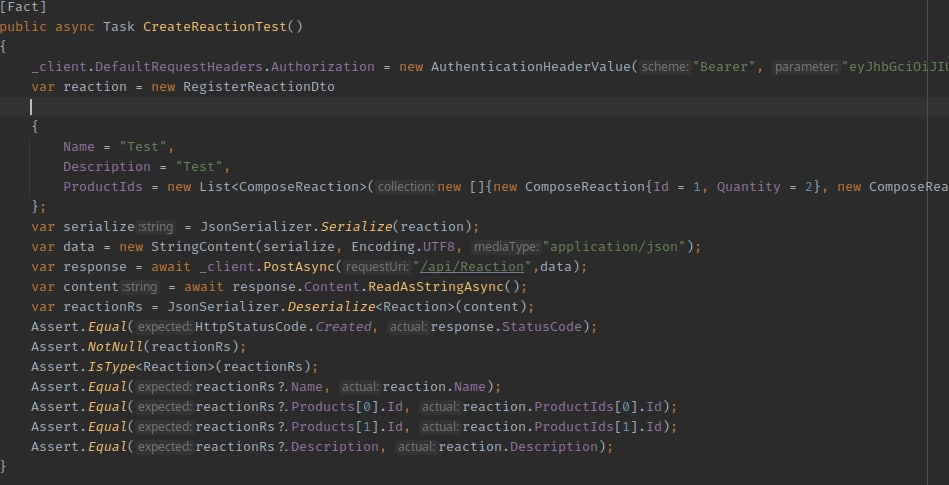 [Fact]
public async Task CreateReactionTest()
{
_client.DefaultRequestHeaders.Authorization = new AuthenticationHeaderValue( scheme: "Bearer", parameter: "eyJhbGciOiJIU
var reaction = new RegisterReactionDto
{
Name = "Test",
Description = "Test",
ProductIds = new List<ComposeReaction>( collection: new []{new ComposeReaction{Id = 1, Quantity = 2}, new ComposeRea
};
var serialize :string = JsonSerializer.Serialize(reaction);
var data = new StringContent(serialize, Encoding.UTF8, mediaType: "application/json");
var response = await _client.PostAsync( requestUri: "/api/Reaction",data);
var content :string = await response.Content.ReadAsStringAsync();
var reactionRs = JsonSerializer.Deserialize<Reaction>(content);
Assert.Equal( expected: HttpStatusCode.Created, actual: response.StatusCode);
Assert.NotNull(reactionRs);
Assert.IsType<Reaction>(reactionRs);
Assert.Equal( expected: reactionRs?.Name, actual: reaction.Name);
Assert.Equal( expected: reactionRs?.Products[0].Id, actual: reaction.ProductIds[0].Id);
Assert.Equal( expected: reactionRs?.Products[1].Id, actual: reaction.ProductIds[1].Id);
Assert.Equal( expected: reactionRs?.Description, actual: reaction.Description);
}